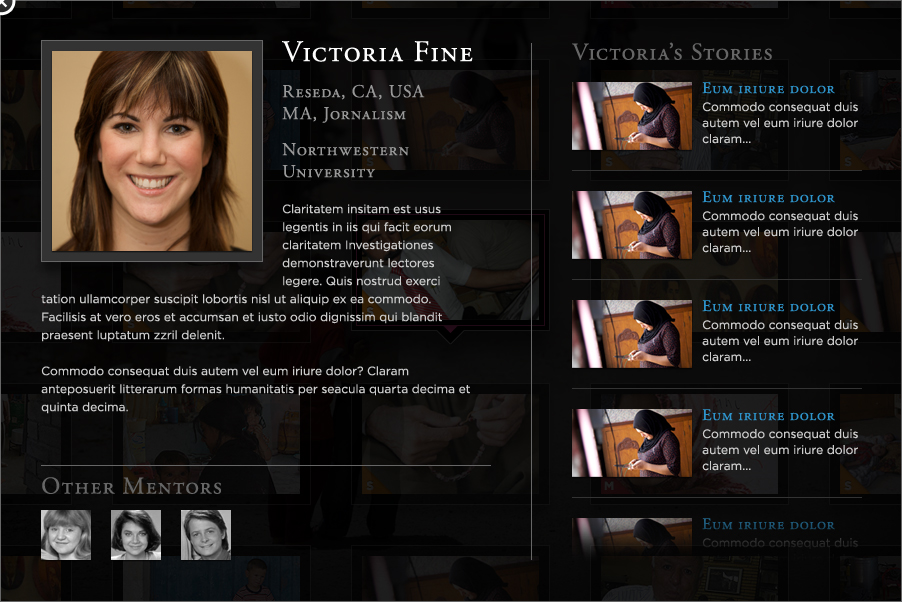 Victoria Fine
Reseda, CA, USA
MA, Jornalism
Northwestern
University
Claritatem insitam est usus
legentis in iis qui facit eorum
claritatem Investigationes
demonstraverunt lectores
legere. Quis nostrud exerci
tation ullamcorper suscipit lobortis nisl ut aliquip ex ea commodo.
Facilisis at vero eros et accumsan et iusto odio dignissim qui blandit
praesent luptatum zzril delenit.
Commodo consequat duis autem vel eum iriure dolor? Claram
anteposuerit litterarum formas humanitatis per seacula quarta decima et
quinta decima.
Other Mentors
Victoria's Stories
Eum iriure dolor
Commodo consequat duis
autem vel eum iriure dolor
claram...
Eum iriure dolor
Commodo consequat duis
autem vel eum iriure dolor
claram...
Eum iriure dolor
Commodo consequat duis
autem vel eum iriure dolor
claram...
Eum iriure dolor
Commodo consequat duis
autem vel eum iriure dolor
claram...
Eum iriure dolor
Commodo consequat duis